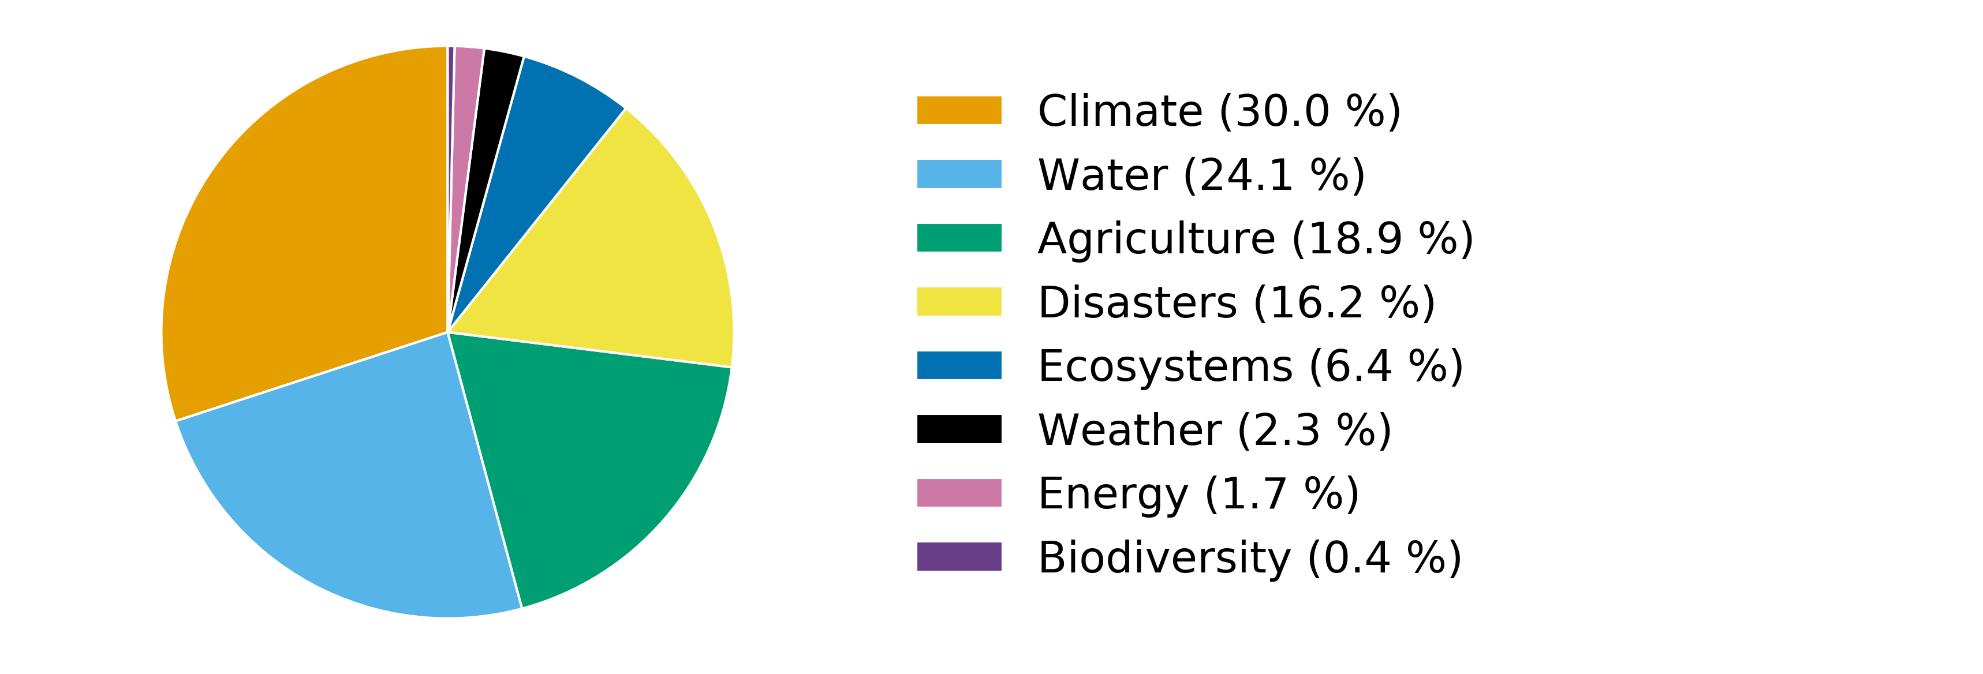 Climate (30.0 %)
Water (24.1 %)
Agriculture (18.9 %)
Disasters (16.2 %)
Ecosystems (6.4 %)
Weather (2.3 %)
Energy (1.7 %)
Biodiversity (0.4 %)